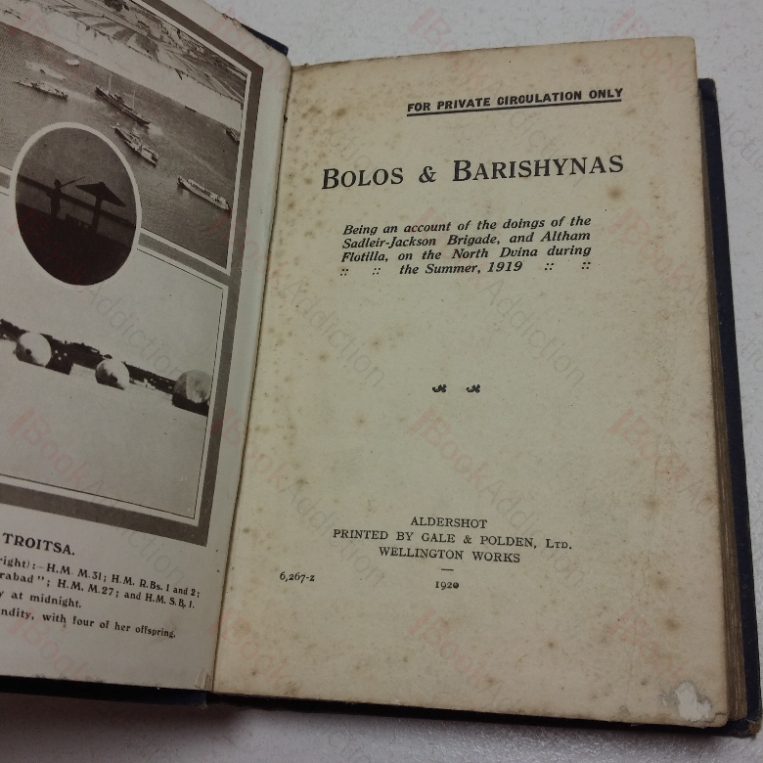 TROITSA.
right):—H.M. M.31; H.M. R.Bs. 1 and 2;
rabad"; H.M. M.27; and H.M. S.B. 1.
y at midnight.
ndity, with four of her offspring.
FOR PRIVATE CIRCULATION ONLY
BOLOS & BARISHYNAS
Being an account of the doings of the
Sadleir-Jackson Brigade, and Altham
Flotilla, on the North Dvina during
:: :: the Summer, 1919 :: ::
ALDERSHOT
PRINTED BY GALE & POLDEN, LTD.
WELLINGTON WORKS
6,267-z
1920
iBookAddiction